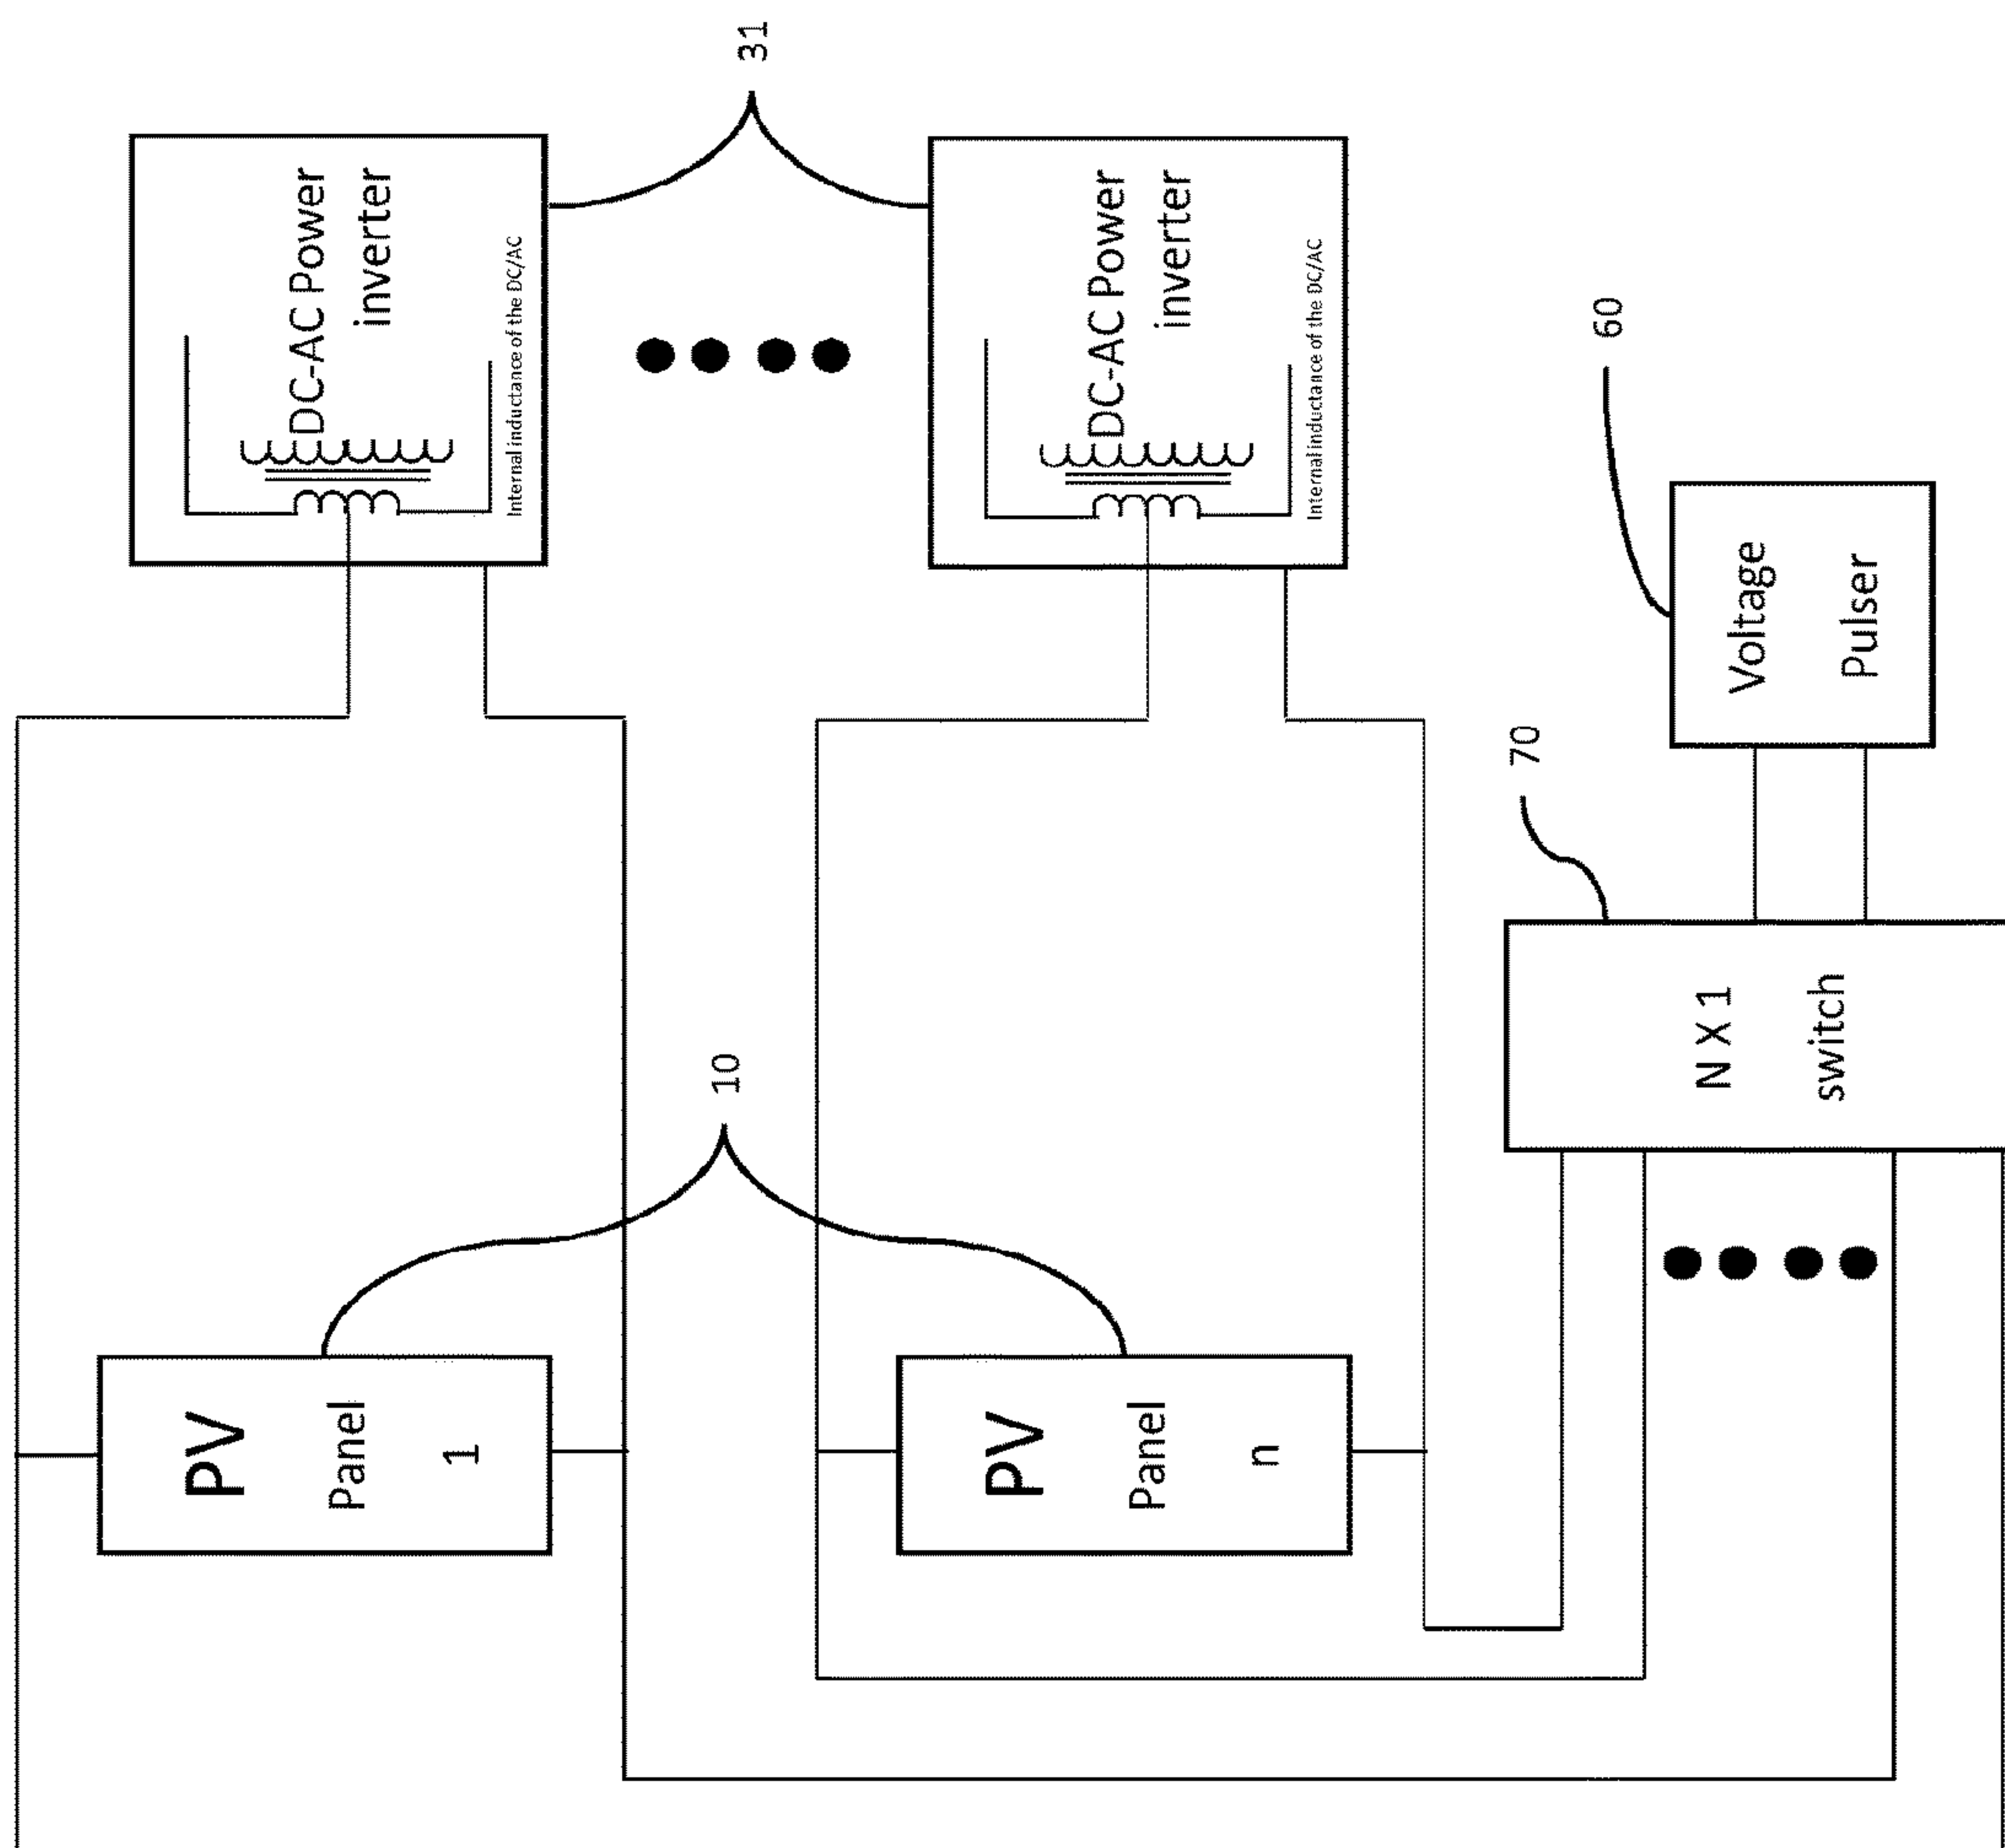 PV
Panel
1
10
PV
Panel
n
DC-AC Power
inverter
Internal inductance of the DC/AC
31
DC-AC Power
inverter
Internal inductance of the DC/AC
N X 1
switch
70
Voltage
Pulser
60